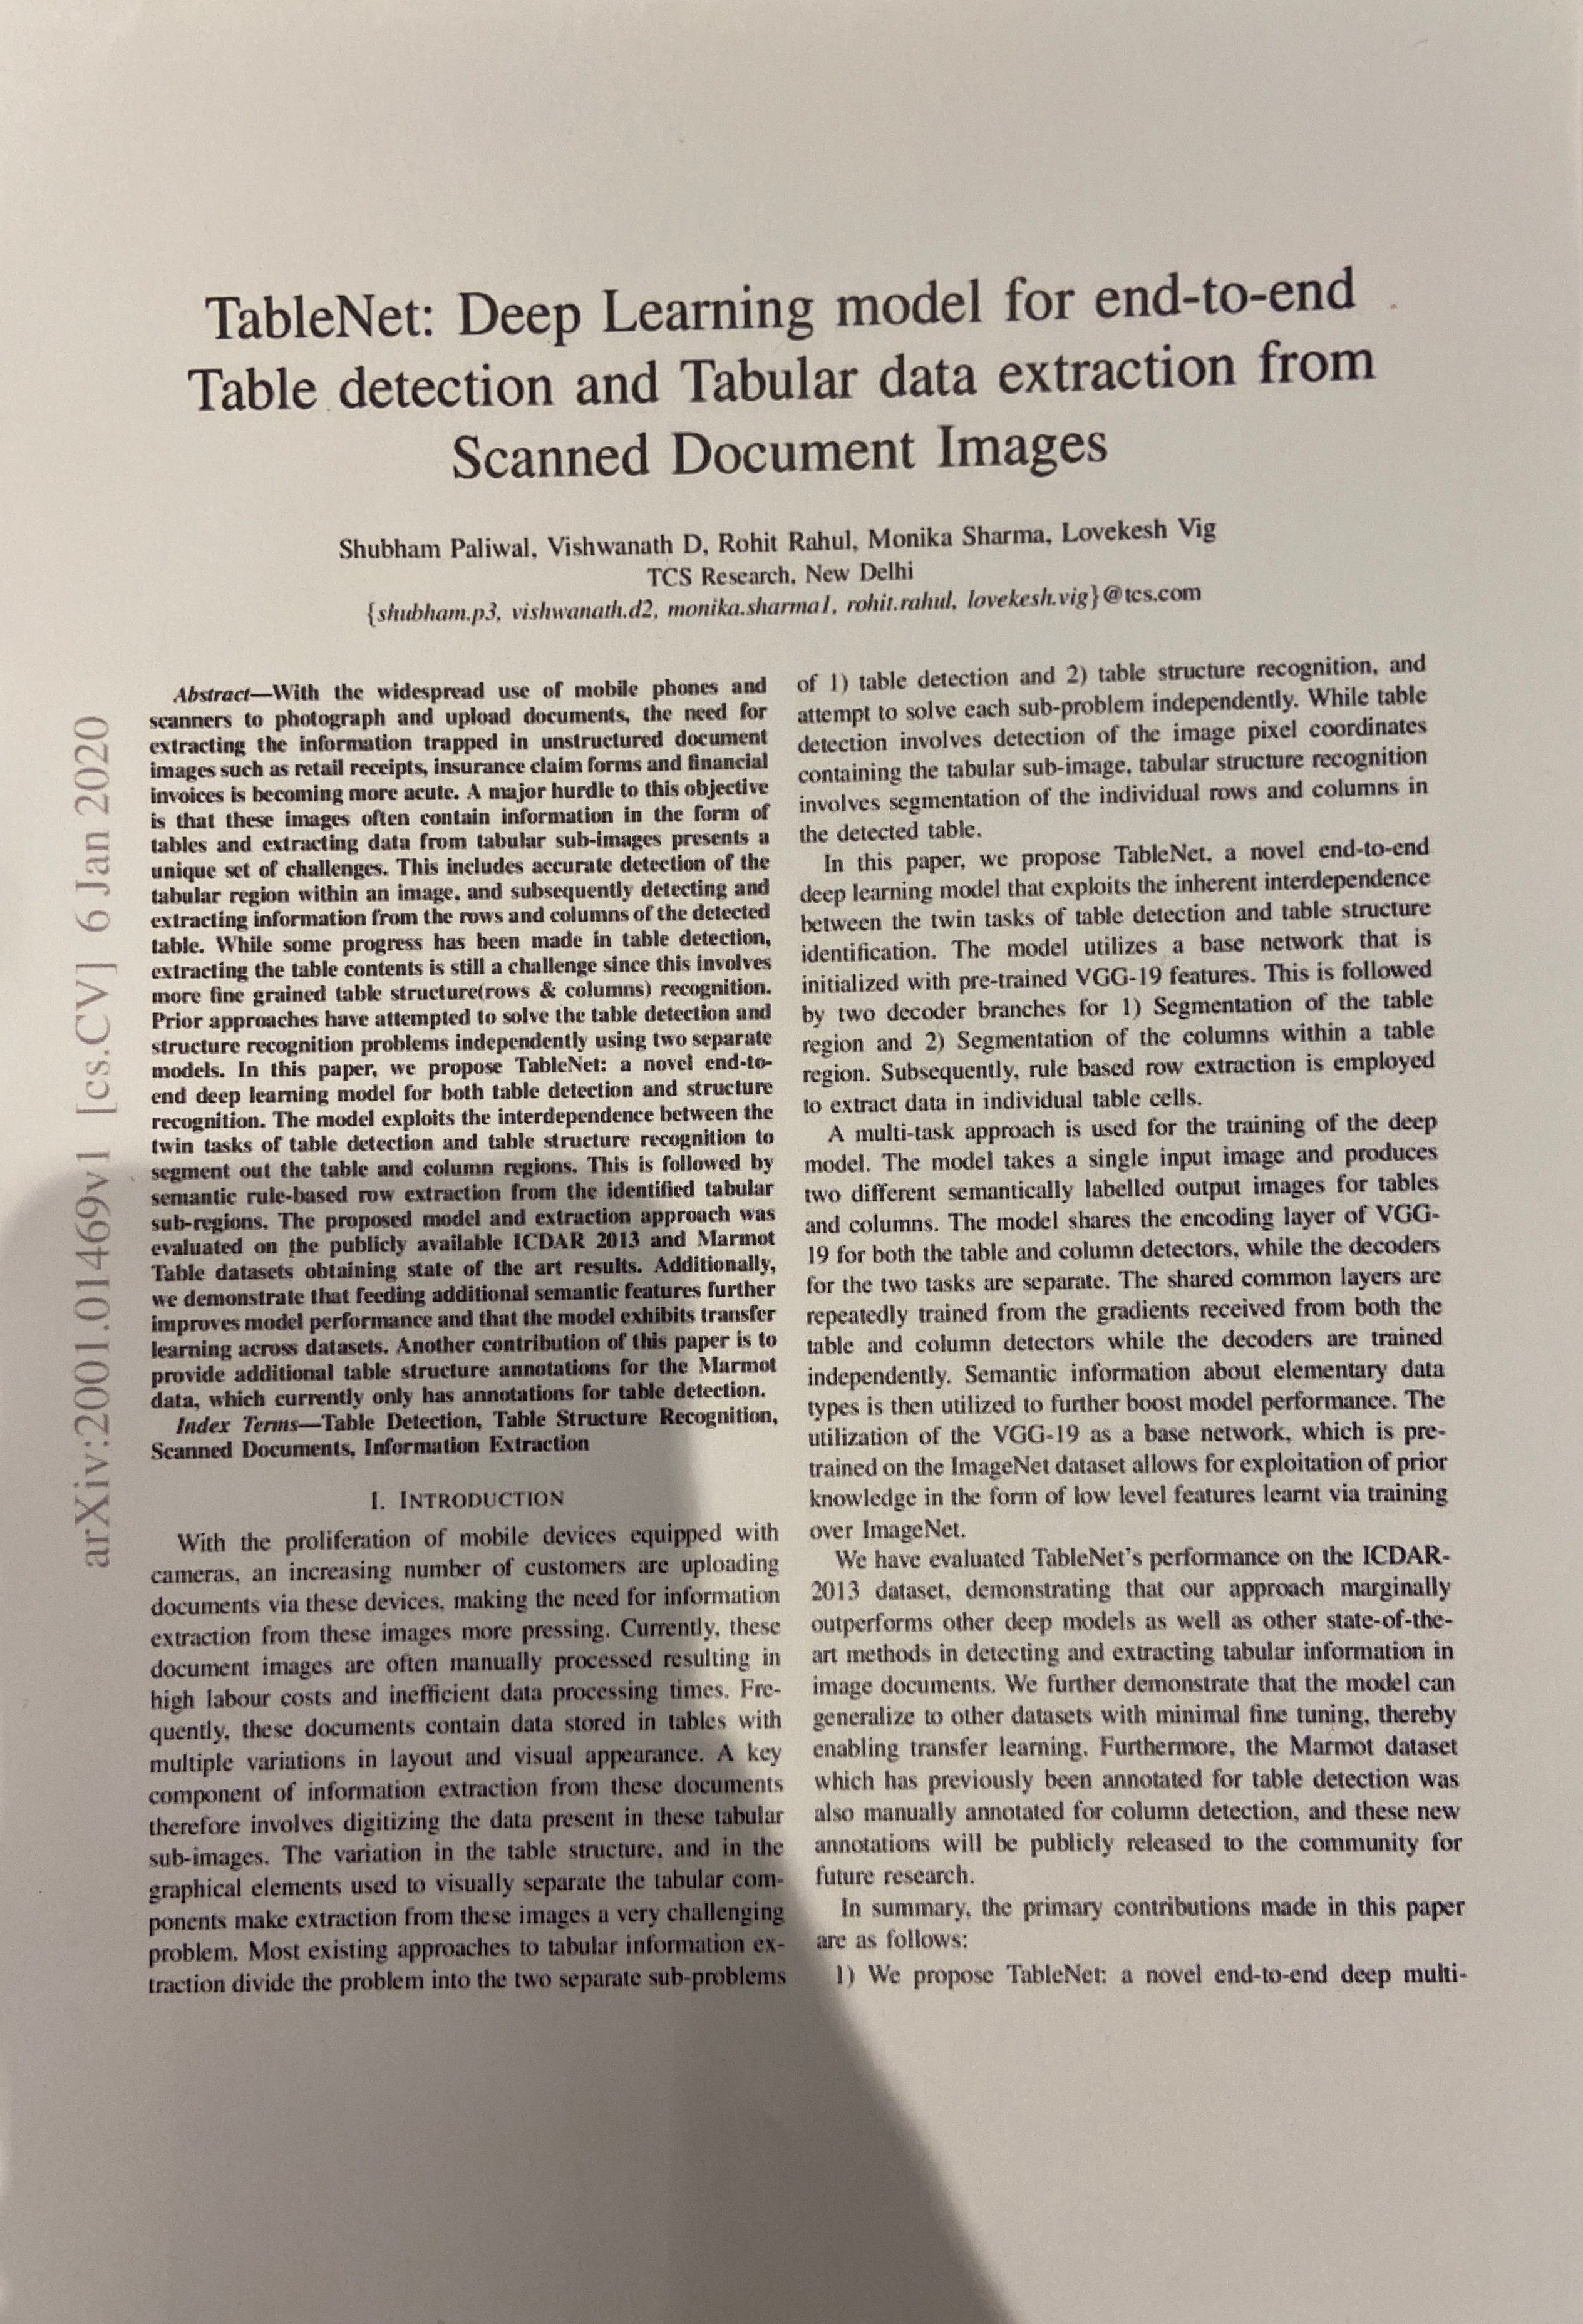 TableNet: Deep Learning model for end-to-end
Table detection and Tabular data extraction from
Scanned Document Images
Shubham Paliwal, Vishwanath D, Rohit Rahul, Monika Sharma, Lovekesh Vig
TCS Research, New Delhi
{shubham.p3, vishwanath.d2, monika.sharma1, rohit.rahul, lovekesh.vig}@tcs.com
arXiv:2001.01469v1 [cs.CV] 6 Jan 2020
Abstract—With the widespread use of mobile phones and
scanners to photograph and upload documents, the need for
extracting the information trapped in unstructured document
images such as retail receipts, insurance claim forms and financial
invoices is becoming more acute. A major hurdle to this objective
is that these images often contain information in the form of
tables and extracting data from tabular sub-images presents a
unique set of challenges. This includes accurate detection of the
tabular region within an image, and subsequently detecting and
extracting information from the rows and columns of the detected
table. While some progress has been made in table detection,
extracting the table contents is still a challenge since this involves
more fine grained table structure(rows & columns) recognition.
Prior approaches have attempted to solve the table detection and
structure recognition problems independently using two separate
models. In this paper, we propose TableNet: a novel end-to-
end deep learning model for both table detection and structure
recognition. The model exploits the interdependence between the
twin tasks of table detection and table structure recognition to
segment out the table and column regions. This is followed by
semantic rule-based row extraction from the identified tabular
sub-regions. The proposed model and extraction approach was
evaluated on the publicly available ICDAR 2013 and Marmot
Table datasets obtaining state of the art results. Additionally,
we demonstrate that feeding additional semantic features further
improves model performance and that the model exhibits transfer
learning across datasets. Another contribution of this paper is to
provide additional table structure annotations for the Marmot
data, which currently only has annotations for table detection.
Index Terms—Table Detection, Table Structure Recognition,
Scanned Documents, Information Extraction
I. INTRODUCTION
With the proliferation of mobile devices equipped with
cameras, an increasing number of customers are uploading
documents via these devices, making the need for information
extraction from these images more pressing. Currently, these
document images are often manually processed resulting in
high labour costs and inefficient data processing times. Fre-
quently, these documents contain data stored in tables with
multiple variations in layout and visual appearance. A key
component of information extraction from these documents
therefore involves digitizing the data present in these tabular
sub-images. The variation in the table structure, and in the
graphical elements used to visually separate the tabular com-
ponents make extraction from these images a very challenging
problem. Most existing approaches to tabular information ex-
traction divide the problem into the two separate sub-problems
of 1) table detection and 2) table structure recognition, and
attempt to solve each sub-problem independently. While table
detection involves detection of the image pixel coordinates
containing the tabular sub-image, tabular structure recognition
involves segmentation of the individual rows and columns in
the detected table.
In this paper, we propose TableNet, a novel end-to-end
deep learning model that exploits the inherent interdependence
between the twin tasks of table detection and table structure
identification. The model utilizes a base network that is
initialized with pre-trained VGG-19 features. This is followed
by two decoder branches for 1) Segmentation of the table
region and 2) Segmentation of the columns within a table
region. Subsequently, rule based row extraction is employed
to extract data in individual table cells.
A multi-task approach is used for the training of the deep
model. The model takes a single input image and produces
two different semantically labelled output images for tables
and columns. The model shares the encoding layer of VGG-
19 for both the table and column detectors, while the decoders
for the two tasks are separate. The shared common layers are
repeatedly trained from the gradients received from both the
table and column detectors while the decoders are trained
independently. Semantic information about elementary data
types is then utilized to further boost model performance. The
utilization of the VGG-19 as a base network, which is pre-
trained on the ImageNet dataset allows for exploitation of prior
knowledge in the form of low level features learnt via training
over ImageNet.
We have evaluated TableNet's performance on the ICDAR-
2013 dataset, demonstrating that our approach marginally
outperforms other deep models as well as other state-of-the-
art methods in detecting and extracting tabular information in
image documents. We further demonstrate that the model can
generalize to other datasets with minimal fine tuning, thereby
enabling transfer learning. Furthermore, the Marmot dataset
which has previously been annotated for table detection was
also manually annotated for column detection, and these new
annotations will be publicly released to the community for
future research.
In summary, the primary contributions made in this paper
are as follows:
1) We propose TableNet: a novel end-to-end deep multi-